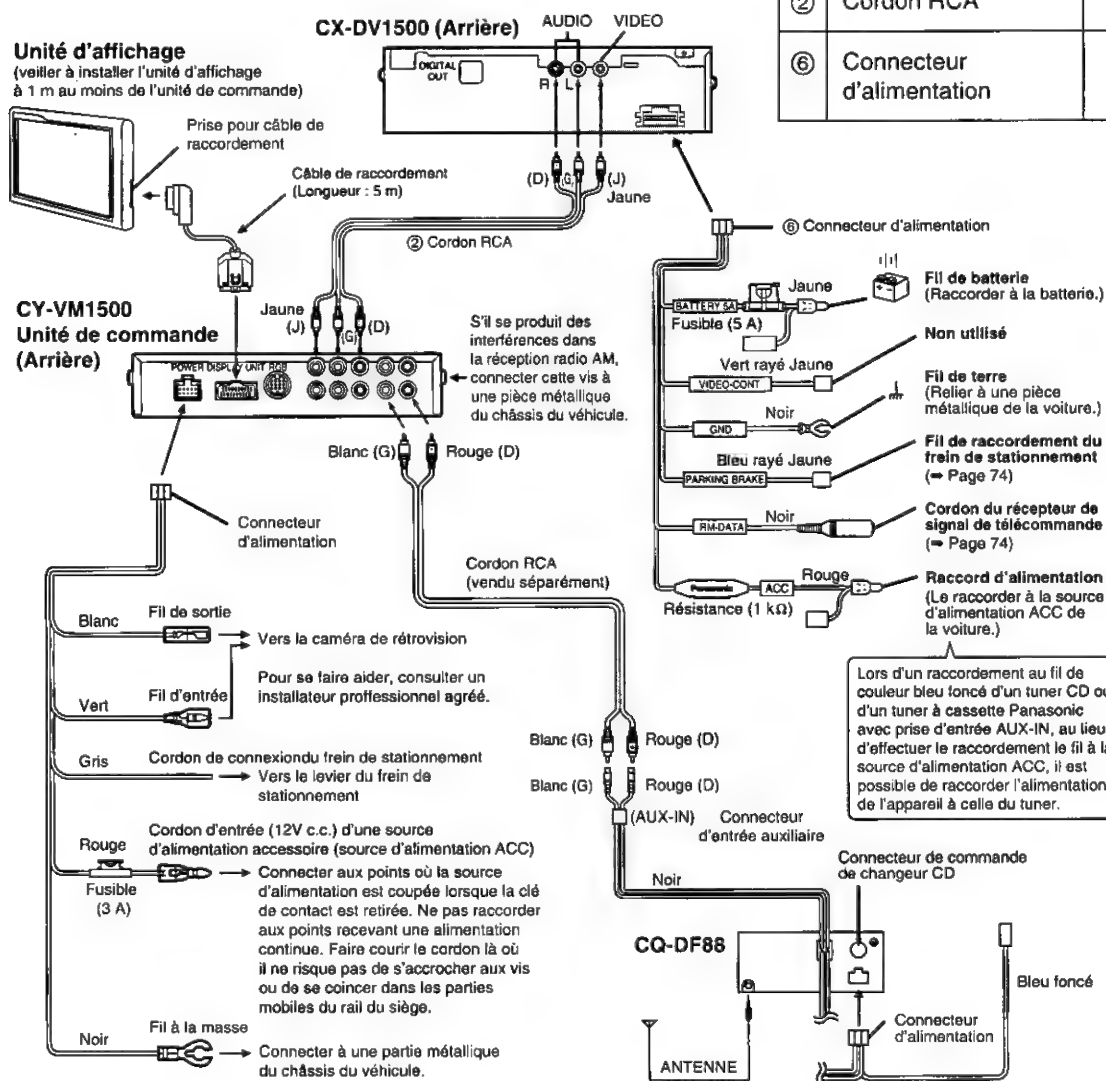 ② Cordon RCA
⑥ Connecteur
d'alimentation
CX-DV1500 (Arrière)
AUDIO VIDEO
DIGITAL
OUT
R L
Unité d'affichage
(veiller à installer l'unité d'affichage
à 1 m au moins de l'unité de commande)
Prise pour câble de
raccordement
Câble de raccordement
(Longueur : 5 m)
(D) (G) (J)
Jaune
② Cordon RCA
CY-VM1500
Unité de commande
(Arrière)
Jaune
(J) (G) (D)
POWER DISPLAY UNIT RGB
S'il se produit des
interférences dans
la réception radio AM,
connecter cette vis à
une pièce métallique
du châssis du véhicule.
Blanc (G) Rouge (D)
Connecteur
d'alimentation
Cordon RCA
(vendu séparément)
Blanc
Fil de sortie
Vers la caméra de rétrovision
Pour se faire aider, consulter un
installateur proffessionnel agréé.
Vert
Fil d'entrée
Gris
Cordon de connexiondu frein de stationnement
Vers le levier du frein de
stationnement
Rouge
Fusible
(3 A)
Cordon d'entrée (12V c.c.) d'une source
d'alimentation accessoire (source d'alimentation ACC)
Connecter aux points où la source
d'alimentation est coupée lorsque la clé
de contact est retirée. Ne pas raccorder
aux points recevant une alimentation
continue. Faire courir le cordon là où
il ne risque pas de s'accrocher aux vis
ou de se coincer dans les parties
mobiles du rail du siège.
Noir
Fil à la masse
Connecter à une partie métallique
du châssis du véhicule.
⑥ Connecteur d'alimentation
BATTERY 5A
Jaune
Fusible (5 A)
Fil de batterie
(Raccorder à la batterie.)
Vert rayé Jaune
VIDEO-CONT
Non utilisé
Noir
GND
Fil de terre
(Relier à une pièce
métallique de la voiture.)
Bleu rayé Jaune
PARKING BRAKE
Fil de raccordement du
frein de stationnement
(➡ Page 74)
RM-DATA
Noir
Cordon du récepteur de
signal de télécommande
(➡ Page 74)
Panasonic
ACC
Rouge
Résistance (1 kΩ)
Raccord d'alimentation
(Le raccorder à la source
d'alimentation ACC de
la voiture.)
Lors d'un raccordement au fil de
couleur bleu foncé d'un tuner CD ou
d'un tuner à cassette Panasonic
avec prise d'entrée AUX-IN, au lieu
d'effectuer le raccordement le fil à la
source d'alimentation ACC, il est
possible de raccorder l'alimentation
de l'appareil à celle du tuner.
Blanc (G) Rouge (D)
Blanc (G) Rouge (D)
(AUX-IN) Connecteur
d'entrée auxiliaire
Noir
Connecteur de commande
de changeur CD
CQ-DF88
Bleu foncé
Connecteur
d'alimentation
ANTENNE